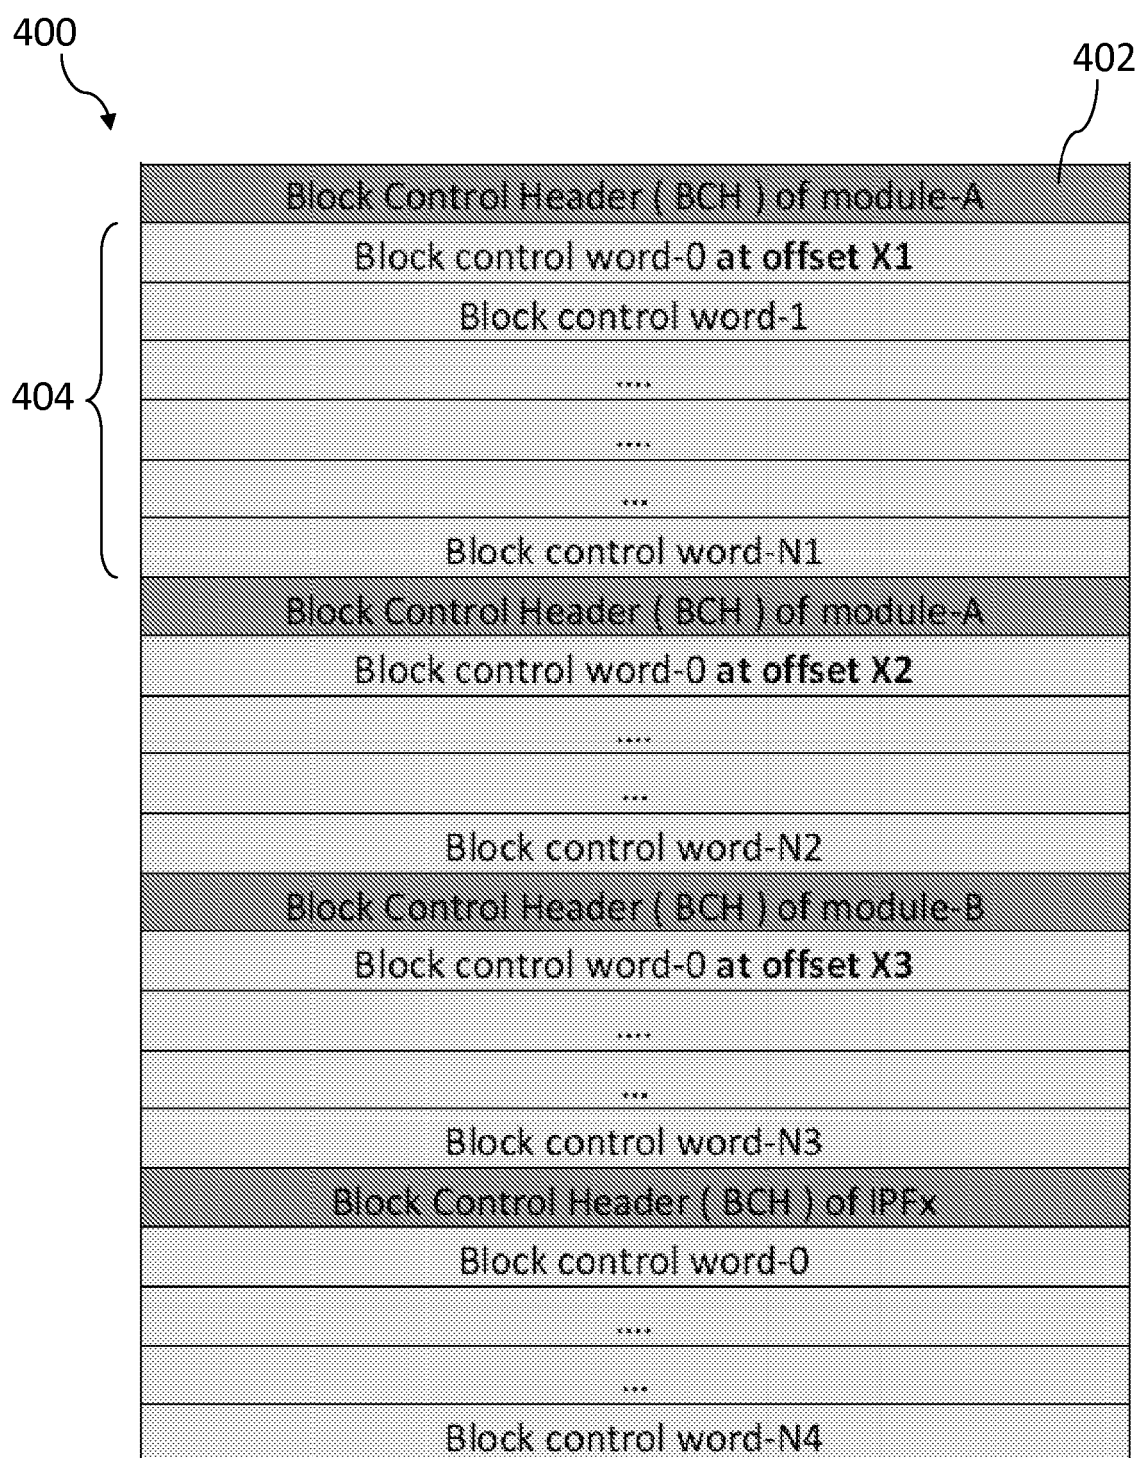 400
402
Block Control Header ( BCH ) of module-A
Block control word-0 at offset X1
Block control word-1
....
404
....
...
Block control word-N1
Block Control Header ( BCH ) of module-A
Block control word-0 at offset X2
....
...
Block control word-N2
Block Control Header ( BCH ) of module-B
Block control word-0 at offset X3
....
...
Block control word-N3
Block Control Header ( BCH ) of IPFx
Block control word-0
....
...
Block control word-N4